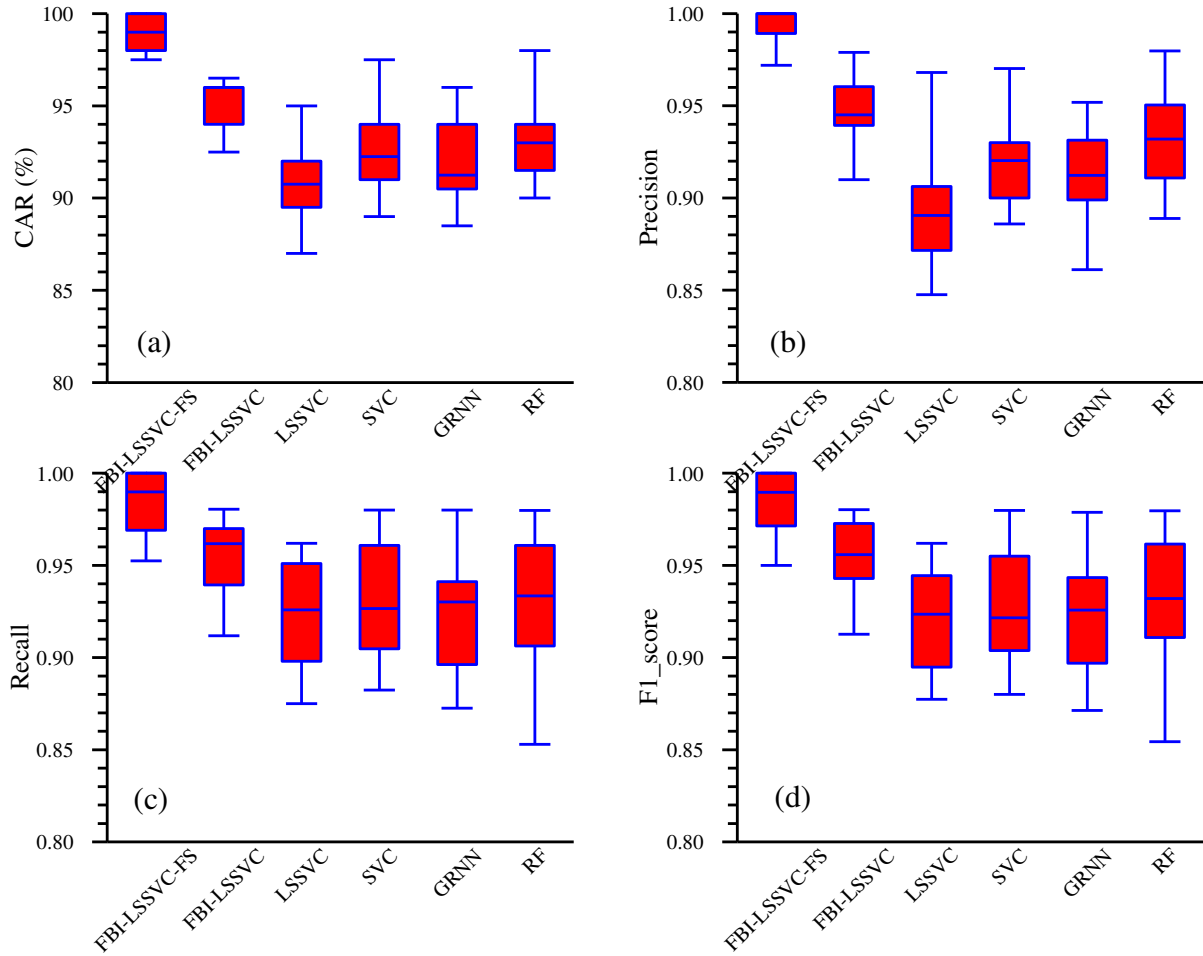 100
95
90
85
80
CAR (%)
(a)
FBI-LSSVC-FS
FBI-LSSVC
LSSVC
SVC
GRNN
RF
1.00
0.95
0.90
0.85
0.80
Precision
(b)
FBI-LSSVC-FS
FBI-LSSVC
LSSVC
SVC
GRNN
RF
1.00
0.95
0.90
0.85
0.80
Recall
(c)
FBI-LSSVC-FS
FBI-LSSVC
LSSVC
SVC
GRNN
RF
1.00
0.95
0.90
0.85
0.80
F1_score
(d)
FBI-LSSVC-FS
FBI-LSSVC
LSSVC
SVC
GRNN
RF